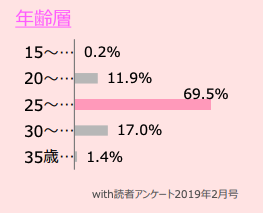 年齢層
15～… 0.2%
20～… 11.9%
25～… 69.5%
30～… 17.0%
35歳… 1.4%
with読者アンケート2019年2月号